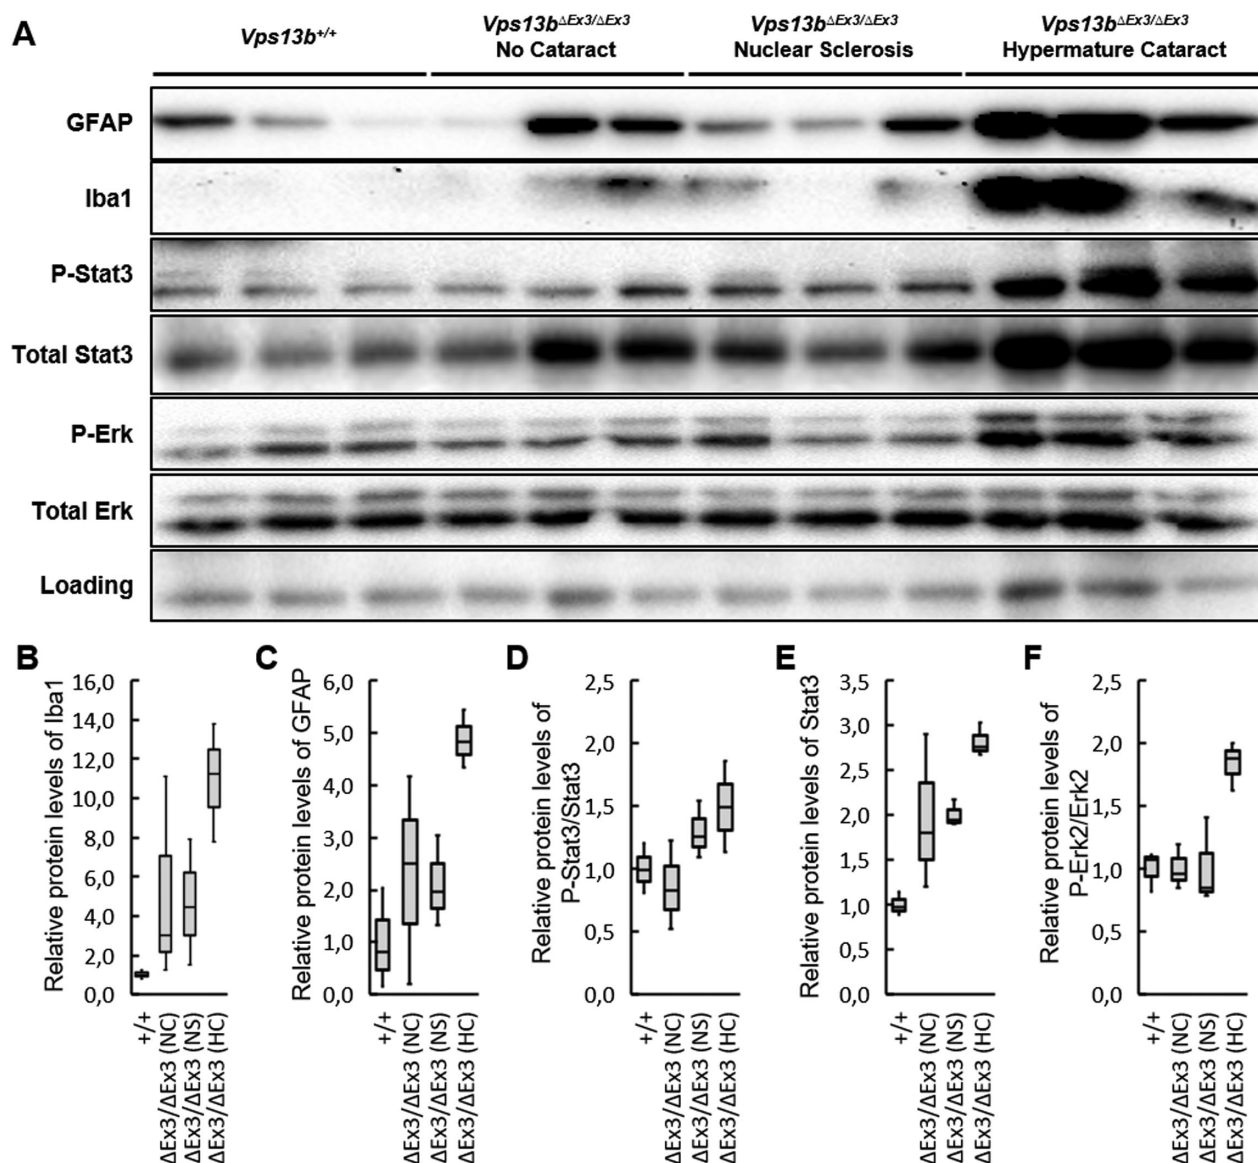 A
Vps13b+/+
Vps13bΔEx3/ΔEx3
No Cataract
Vps13bΔEx3/ΔEx3
Nuclear Sclerosis
Vps13bΔEx3/ΔEx3
Hypermature Cataract
GFAP
Iba1
P-Stat3
Total Stat3
P-Erk
Total Erk
Loading
B
Relative protein levels of Iba1
16,0
14,0
12,0
10,0
8,0
6,0
4,0
2,0
0,0
+/+
ΔEx3/ΔEx3 (NC)
ΔEx3/ΔEx3 (NS)
ΔEx3/ΔEx3 (HC)
C
Relative protein levels of GFAP
6,0
5,0
4,0
3,0
2,0
1,0
0,0
+/+
ΔEx3/ΔEx3 (NC)
ΔEx3/ΔEx3 (NS)
ΔEx3/ΔEx3 (HC)
D
Relative protein levels of
P-Stat3/Stat3
2,5
2,0
1,5
1,0
0,5
0,0
+/+
ΔEx3/ΔEx3 (NC)
ΔEx3/ΔEx3 (NS)
ΔEx3/ΔEx3 (HC)
E
Relative protein levels of Stat3
3,5
3,0
2,5
2,0
1,5
1,0
0,5
0,0
+/+
ΔEx3/ΔEx3 (NC)
ΔEx3/ΔEx3 (NS)
ΔEx3/ΔEx3 (HC)
F
Relative protein levels of
P-Erk2/Erk2
2,5
2,0
1,5
1,0
0,5
0,0
+/+
ΔEx3/ΔEx3 (NC)
ΔEx3/ΔEx3 (NS)
ΔEx3/ΔEx3 (HC)